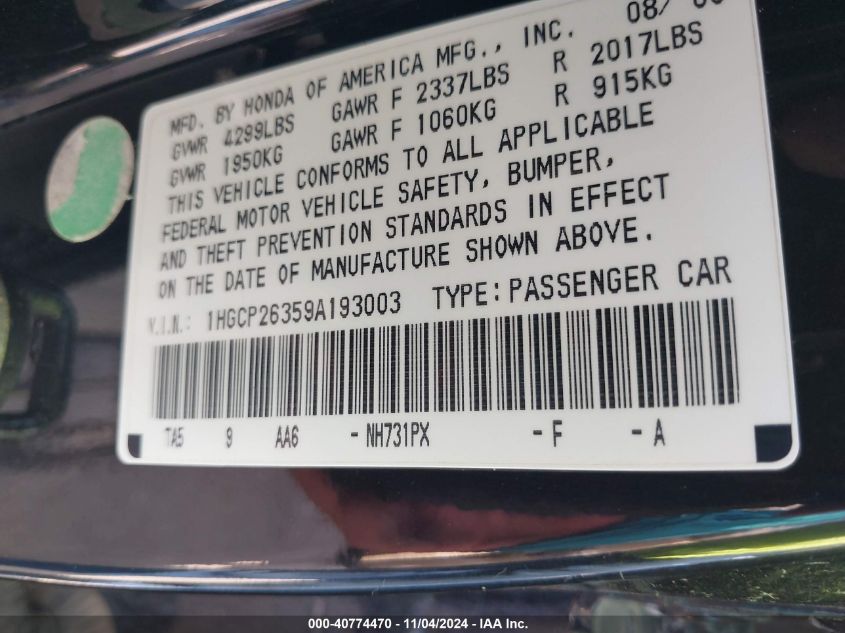 08/
MFD. BY HONDA OF AMERICA MFG., INC.
GVWR 4299LBS GAWR F 2337LBS R 2017LBS
GVWR 1950KG GAWR F 1060KG R 915KG
THIS VEHICLE CONFORMS TO ALL APPLICABLE
FEDERAL MOTOR VEHICLE SAFETY, BUMPER,
AND THEFT PREVENTION STANDARDS IN EFFECT
ON THE DATE OF MANUFACTURE SHOWN ABOVE.
V.I.N.: 1HGCP26359A193003 TYPE: PASSENGER CAR
TA5 9 AA6 - NH731PX - F - A
000-40774470 - 11/04/2024 - IAA Inc.